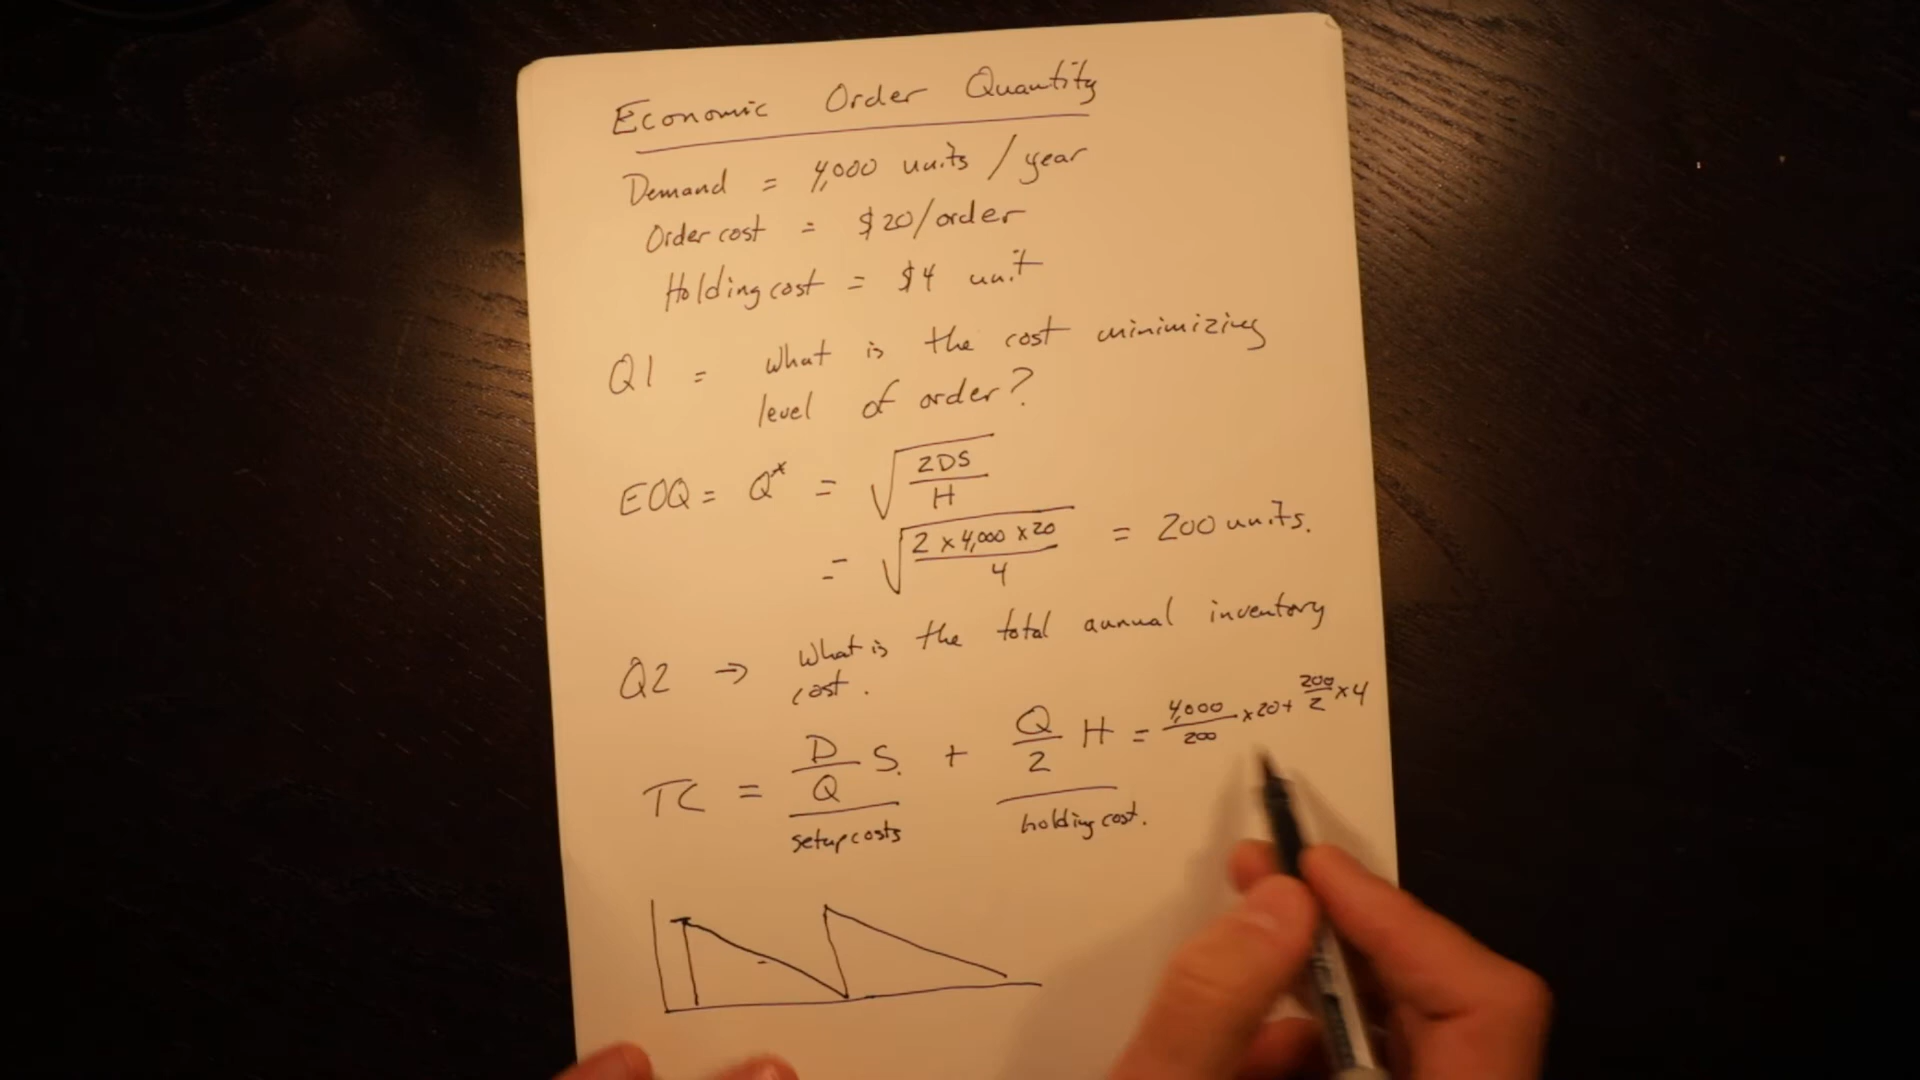 Economic Order Quantity
Demand = 4,000 units / year
Order cost = $20/order
Holding cost = $4 unit
Q1 = What is the cost minimizing
level of order?
EOQ = Q* = √(2DS/H)
= √(2 x 4,000 x 20/4) = 200 units.
Q2 → What is the total annual inventory
cost.
TC = D/Q S. + Q/2 H = 4,000/200 x 20 + 200/2 x 4
setup costs holding cost.